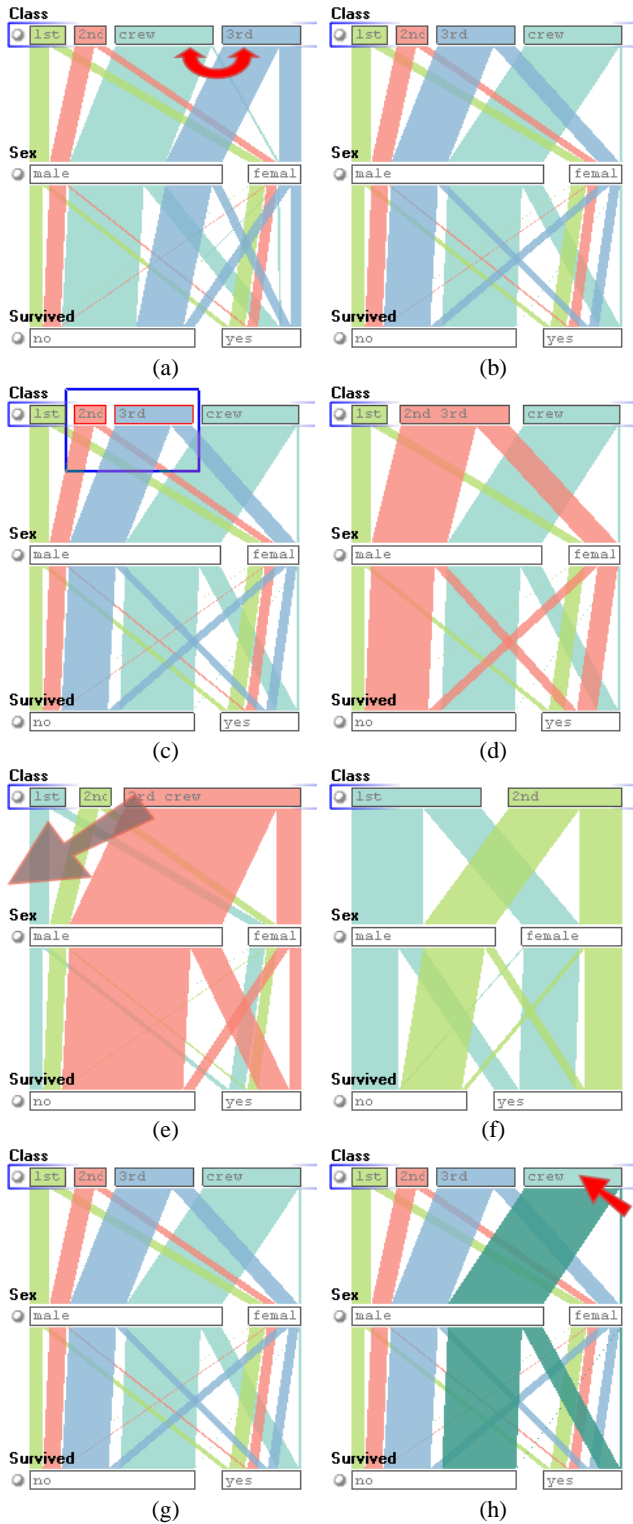 Class
1st 2nd crew 3rd
Sex
male femal
Survived
no yes
(a)
Class
1st 2nd 3rd crew
Sex
male femal
Survived
no yes
(b)
Class
1st 2nd 3rd crew
Sex
male femal
Survived
no yes
(c)
Class
1st 2nd 3rd crew
Sex
male femal
Survived
no yes
(d)
Class
1st 2nd 3rd crew
Sex
male femal
Survived
no yes
(e)
Class
1st 2nd
Sex
male female
Survived
no yes
(f)
Class
1st 2nd 3rd crew
Sex
male femal
Survived
no yes
(g)
Class
1st 2nd 3rd crew
Sex
male femal
Survived
no yes
(h)